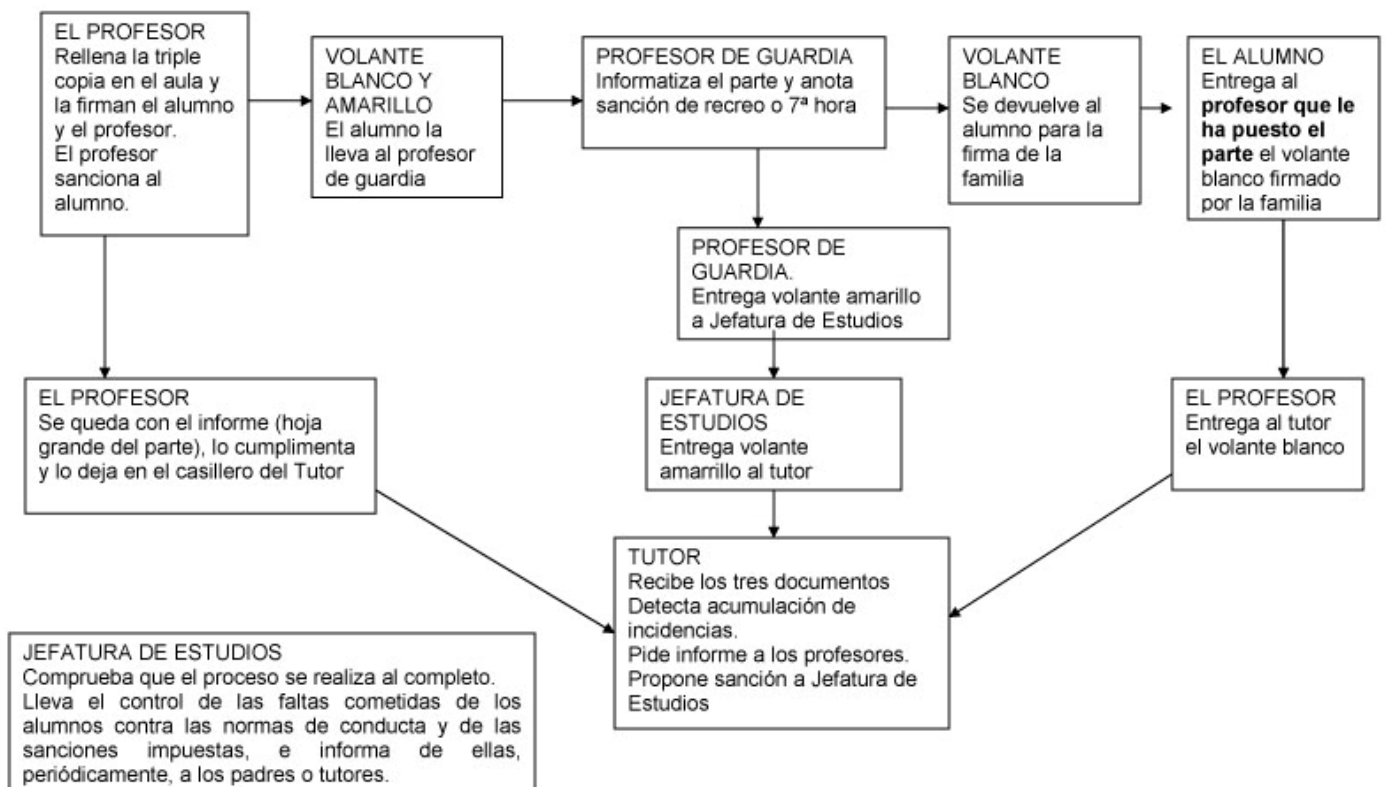 EL PROFESOR
Rellena la triple
copia en el aula y
la firman el alumno
y el profesor.
El profesor
sanciona al
alumno.
VOLANTE
BLANCO Y
AMARILLO
El alumno la
lleva al profesor
de guardia
PROFESOR DE GUARDIA
Informatiza el parte y anota
sanción de recreo o 7ª hora
VOLANTE
BLANCO
Se devuelve al
alumno para la
firma de la
familia
EL ALUMNO
Entrega al
profesor que le
ha puesto el
parte el volante
blanco firmado
por la familia
PROFESOR DE
GUARDIA.
Entrega volante amarillo
a Jefatura de Estudios
EL PROFESOR
Se queda con el informe (hoja
grande del parte), lo cumplimenta
y lo deja en el casillero del Tutor
JEFATURA DE
ESTUDIOS
Entrega volante
amarrillo al tutor
EL PROFESOR
Entrega al tutor
el volante blanco
TUTOR
Recibe los tres documentos
Detecta acumulación de
incidencias.
Pide informe a los profesores.
Propone sanción a Jefatura de
Estudios
JEFATURA DE ESTUDIOS
Comprueba que el proceso se realiza al completo.
Lleva el control de las faltas cometidas de los
alumnos contra las normas de conducta y de las
sanciones impuestas, e informa de ellas,
periódicamente, a los padres o tutores.